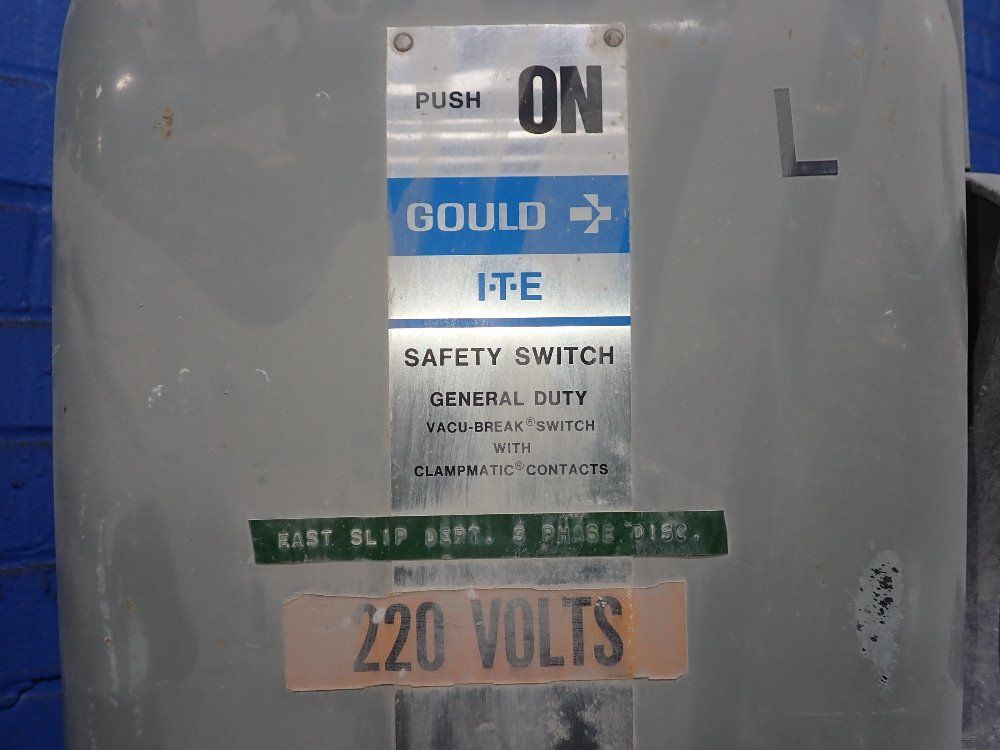 PUSH ON
L
GOULD
I·T·E
SAFETY SWITCH
GENERAL DUTY
VACU-BREAK® SWITCH
WITH
CLAMPMATIC® CONTACTS
EAST SLIP DEPT. 3 PHASE DISC.
220 VOLTS